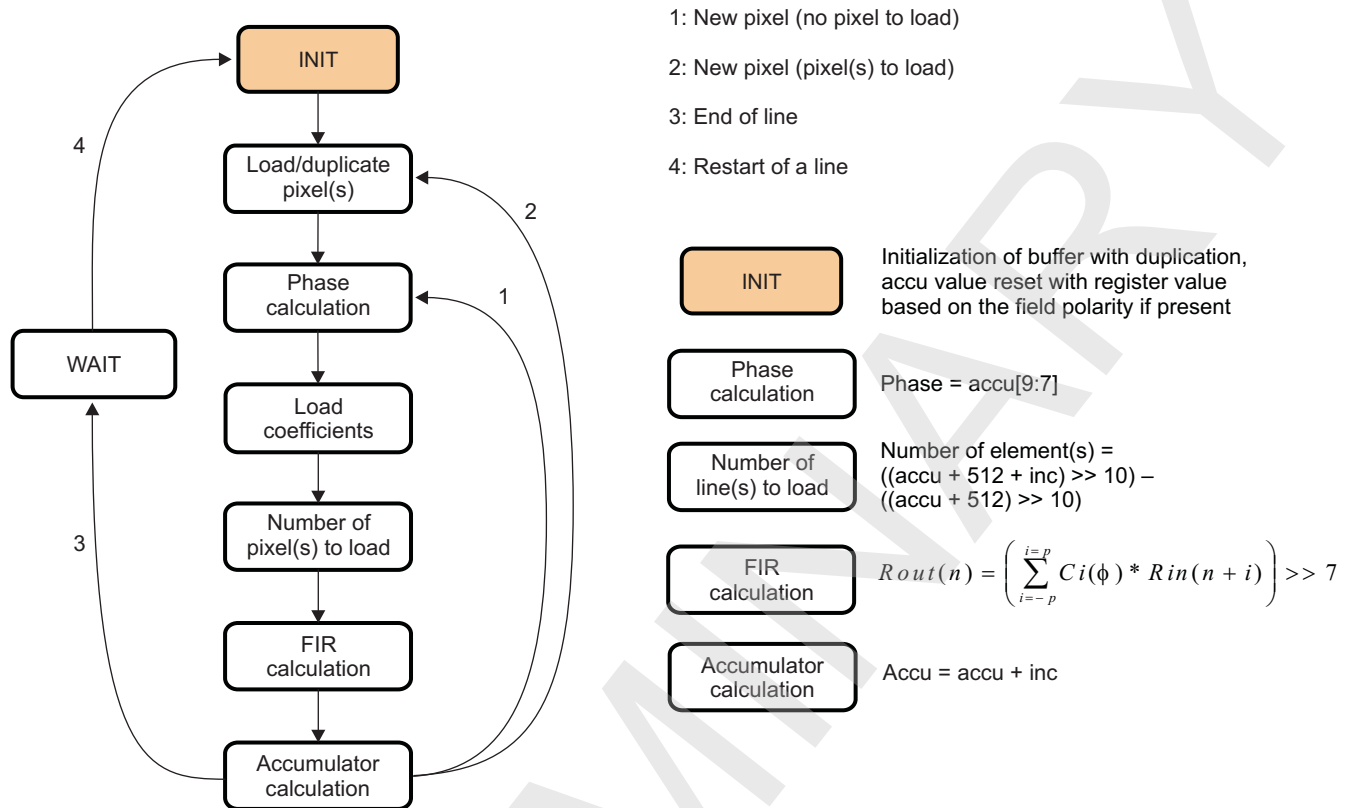 INIT
Load/duplicate
pixel(s)
Phase
calculation
Load
coefficients
Number of
pixel(s) to load
FIR
calculation
Accumulator
calculation
WAIT
4
3
2
1
1: New pixel (no pixel to load)
2: New pixel (pixel(s) to load)
3: End of line
4: Restart of a line
INIT
Initialization of buffer with duplication,
accu value reset with register value
based on the field polarity if present
Phase
calculation
Phase = accu[9:7]
Number of
line(s) to load
Number of element(s) =
((accu + 512 + inc) >> 10) –
((accu + 512) >> 10)
FIR
calculation
Rout(n) = ( ∑ i=-p i=p Ci(ϕ) * Rin(n + i) ) >> 7
Accumulator
calculation
Accu = accu + inc
MINARY